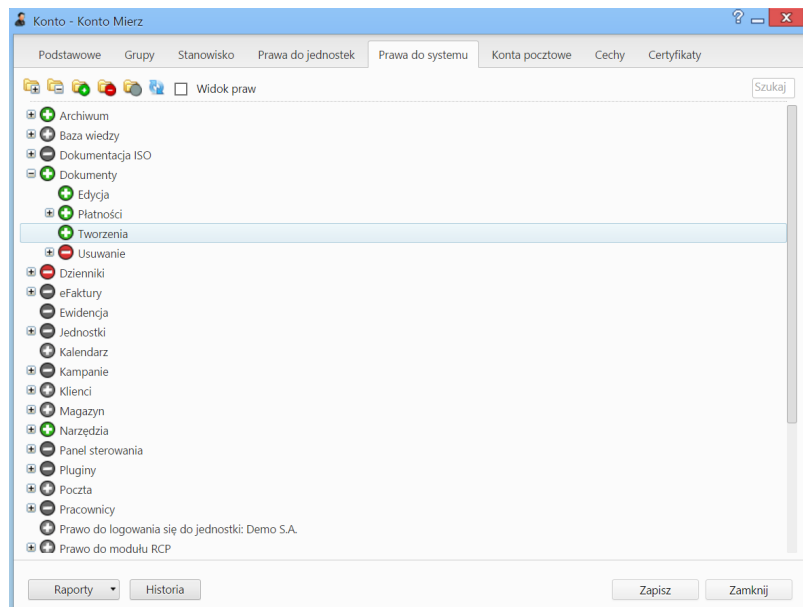 Konto - Konto Mierz
Podstawowe Grupy Stanowisko Prawa do jednostek Prawa do systemu Konta pocztowe Cechy Certyfikaty
Widok praw Szukaj
Archiwum
Baza wiedzy
Dokumentacja ISO
Dokumenty
Edycja
Płatności
Tworzenia
Usuwanie
Dzienniki
eFaktury
Ewidencja
Jednostki
Kalendarz
Kampanie
Klienci
Magazyn
Narzędzia
Panel sterowania
Pluginy
Poczta
Pracownicy
Prawo do logowania się do jednostki: Demo S.A.
Prawo do modułu RCP
Raporty Historia Zapisz Zamknij